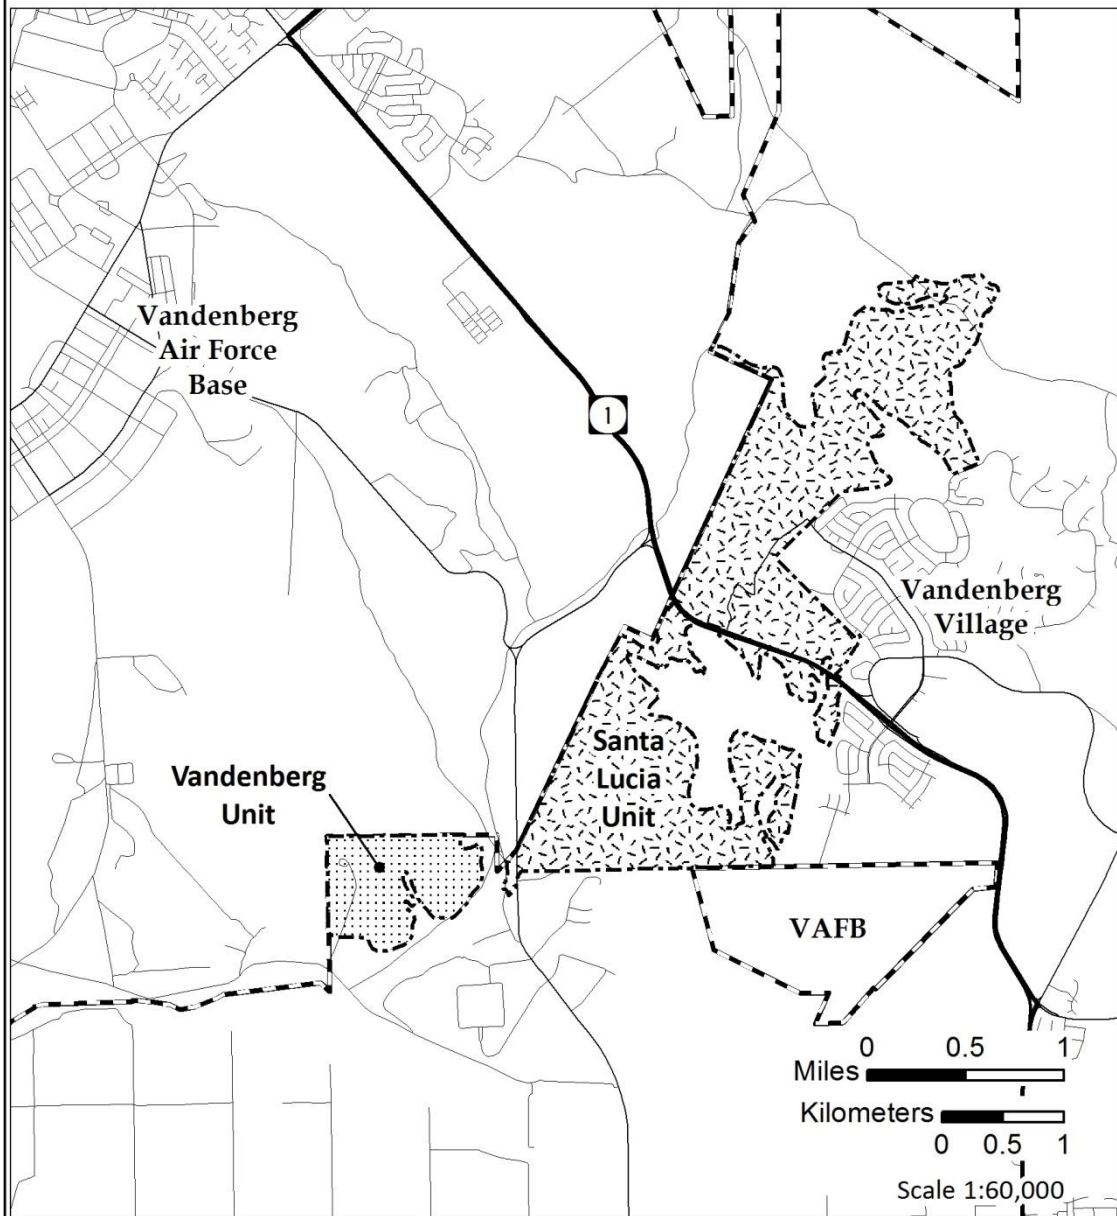 1
Vandenberg
Air Force
Base
Vandenberg
Village
Santa
Lucia
Unit
Vandenberg
Unit
VAFB
0 0.5 1
Miles
Kilometers
0 0.5 1
Scale 1:60,000